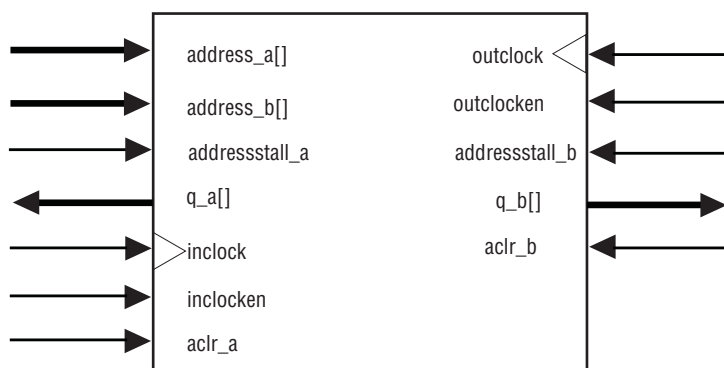 address_a[]
address_b[]
addressstall_a
q_a[]
inclock
inclocken
aclr_a
outclock
outclocken
addressstall_b
q_b[]
aclr_b